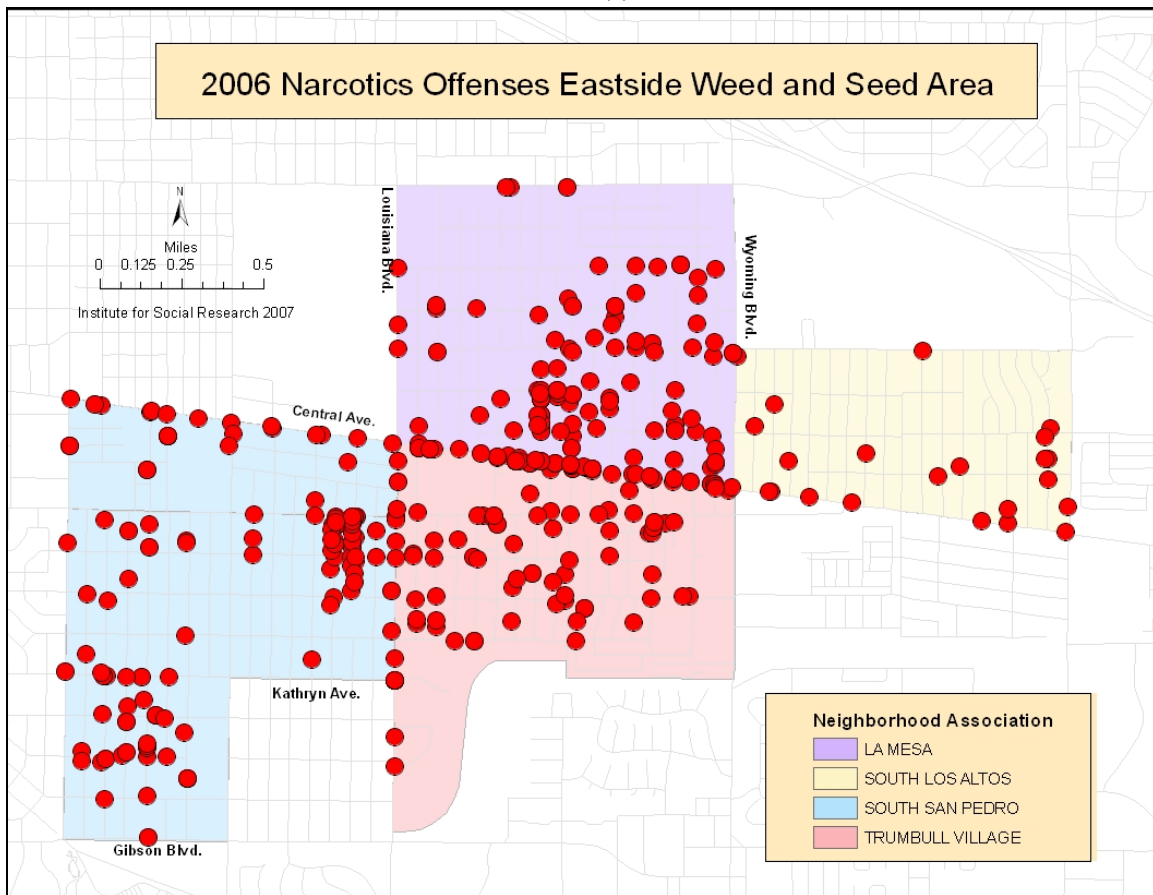 2006 Narcotics Offenses Eastside Weed and Seed Area
N
Miles
0 0.125 0.25 0.5
Institute for Social Research 2007
Louisiana Blvd.
Wyoming Blvd.
Central Ave.
Kathryn Ave.
Gibson Blvd.
Neighborhood Association
LA MESA
SOUTH LOS ALTOS
SOUTH SAN PEDRO
TRUMBULL VILLAGE